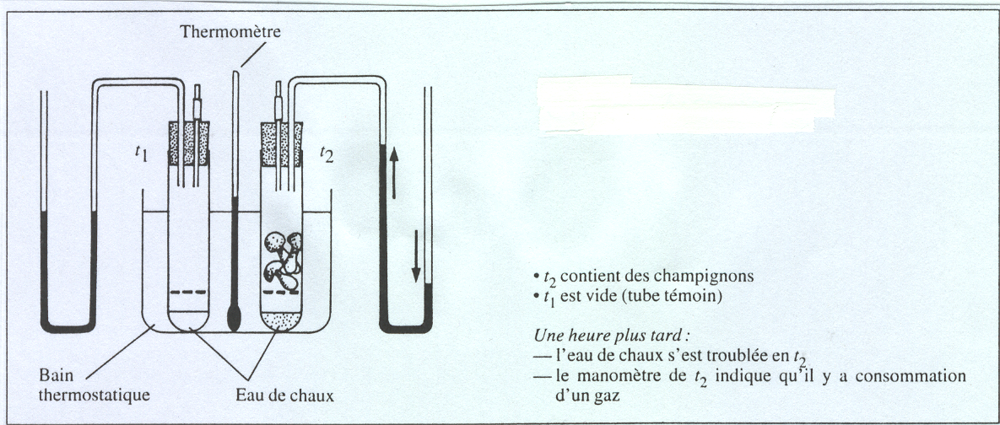 Thermomètre
t1
t2
• t2 contient des champignons
• t1 est vide (tube témoin)
Une heure plus tard :
— l'eau de chaux s'est troublée en t2
— le manomètre de t2 indique qu'il y a consommation
d'un gaz
Bain
thermostatique
Eau de chaux